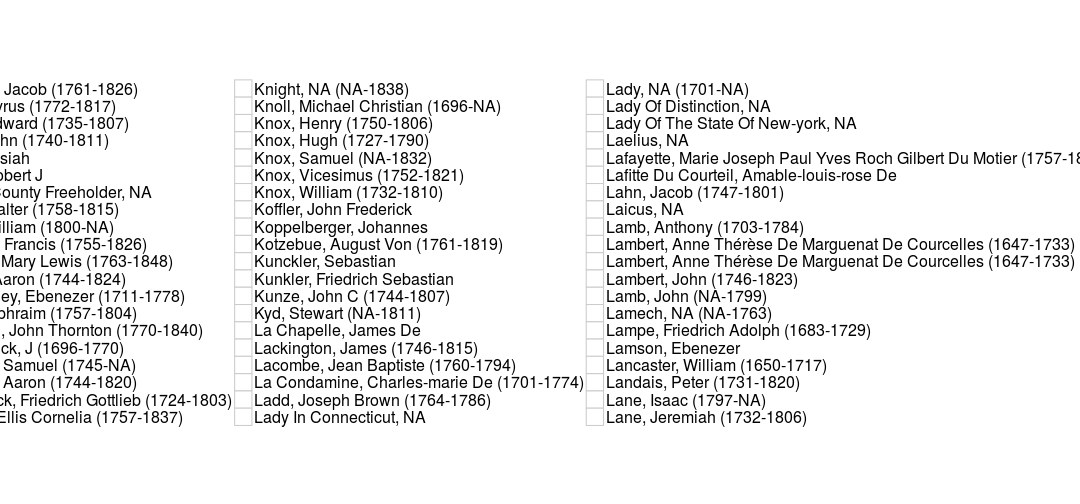 Jacob (1761-1826)
yrus (1772-1817)
dward (1735-1807)
hn (1740-1811)
siah
obert J
County Freeholder, NA
alter (1758-1815)
illiam (1800-NA)
Francis (1755-1826)
Mary Lewis (1763-1848)
Aaron (1744-1824)
ey, Ebenezer (1711-1778)
phraim (1757-1804)
, John Thornton (1770-1840)
ck, J (1696-1770)
Samuel (1745-NA)
Aaron (1744-1820)
ck, Friedrich Gottlieb (1724-1803)
Ellis Cornelia (1757-1837)
Knight, NA (NA-1838)
Knoll, Michael Christian (1696-NA)
Knox, Henry (1750-1806)
Knox, Hugh (1727-1790)
Knox, Samuel (NA-1832)
Knox, Vicesimus (1752-1821)
Knox, William (1732-1810)
Koffler, John Frederick
Koppelberger, Johannes
Kotzebue, August Von (1761-1819)
Kunckler, Sebastian
Kunkler, Friedrich Sebastian
Kunze, John C (1744-1807)
Kyd, Stewart (NA-1811)
La Chapelle, James De
Lackington, James (1746-1815)
Lacombe, Jean Baptiste (1760-1794)
La Condamine, Charles-marie De (1701-1774)
Ladd, Joseph Brown (1764-1786)
Lady In Connecticut, NA
Lady, NA (1701-NA)
Lady Of Distinction, NA
Lady Of The State Of New-york, NA
Laelius, NA
Lafayette, Marie Joseph Paul Yves Roch Gilbert Du Motier (1757-18
Lafitte Du Courteil, Amable-louis-rose De
Lahn, Jacob (1747-1801)
Laicus, NA
Lamb, Anthony (1703-1784)
Lambert, Anne Thérèse De Marguenat De Courcelles (1647-1733)
Lambert, Anne Thérèse De Marguenat De Courcelles (1647-1733)
Lambert, John (1746-1823)
Lamb, John (NA-1799)
Lamech, NA (NA-1763)
Lampe, Friedrich Adolph (1683-1729)
Lamson, Ebenezer
Lancaster, William (1650-1717)
Landais, Peter (1731-1820)
Lane, Isaac (1797-NA)
Lane, Jeremiah (1732-1806)